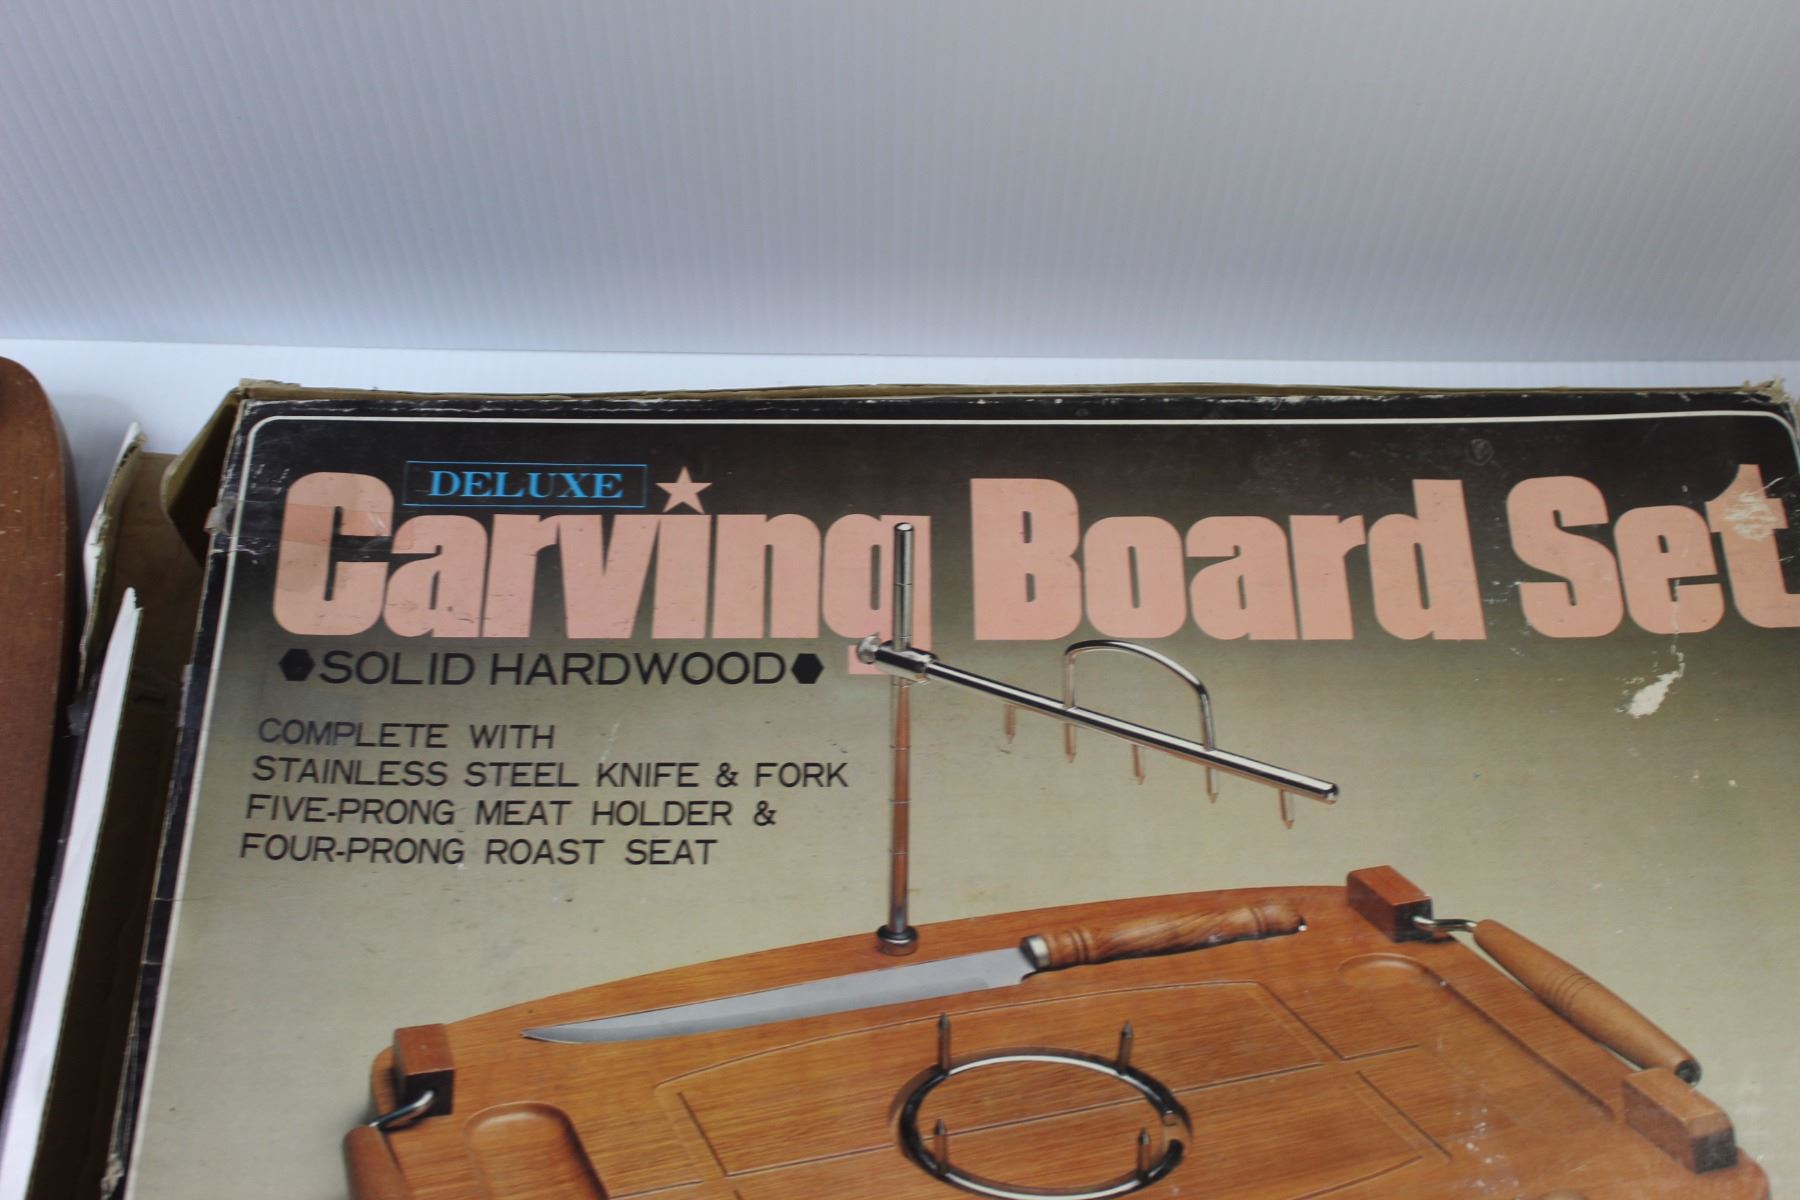 DELUXE
Carving Board Set
SOLID HARDWOOD
COMPLETE WITH
STAINLESS STEEL KNIFE & FORK
FIVE-PRONG MEAT HOLDER &
FOUR-PRONG ROAST SEAT